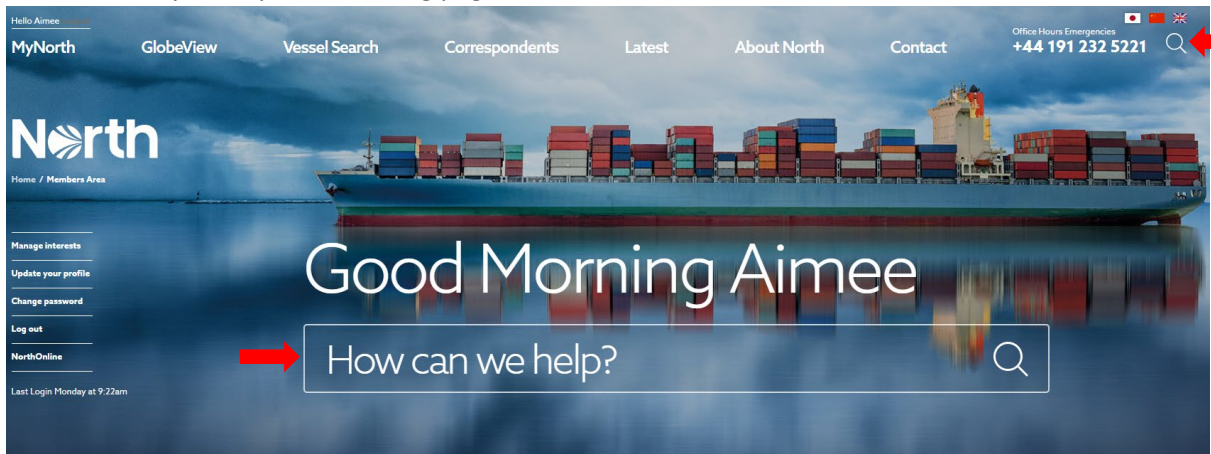 Hello Aimee
MyNorth GlobeView Vessel Search Correspondents Latest About North Contact
Office Hours Emergencies
+44 191 232 5221
North
Home / Members Area
Manage interests
Update your profile
Change password
Log out
NorthOnline
Last Login Monday at 9:22am
Good Morning Aimee
How can we help?